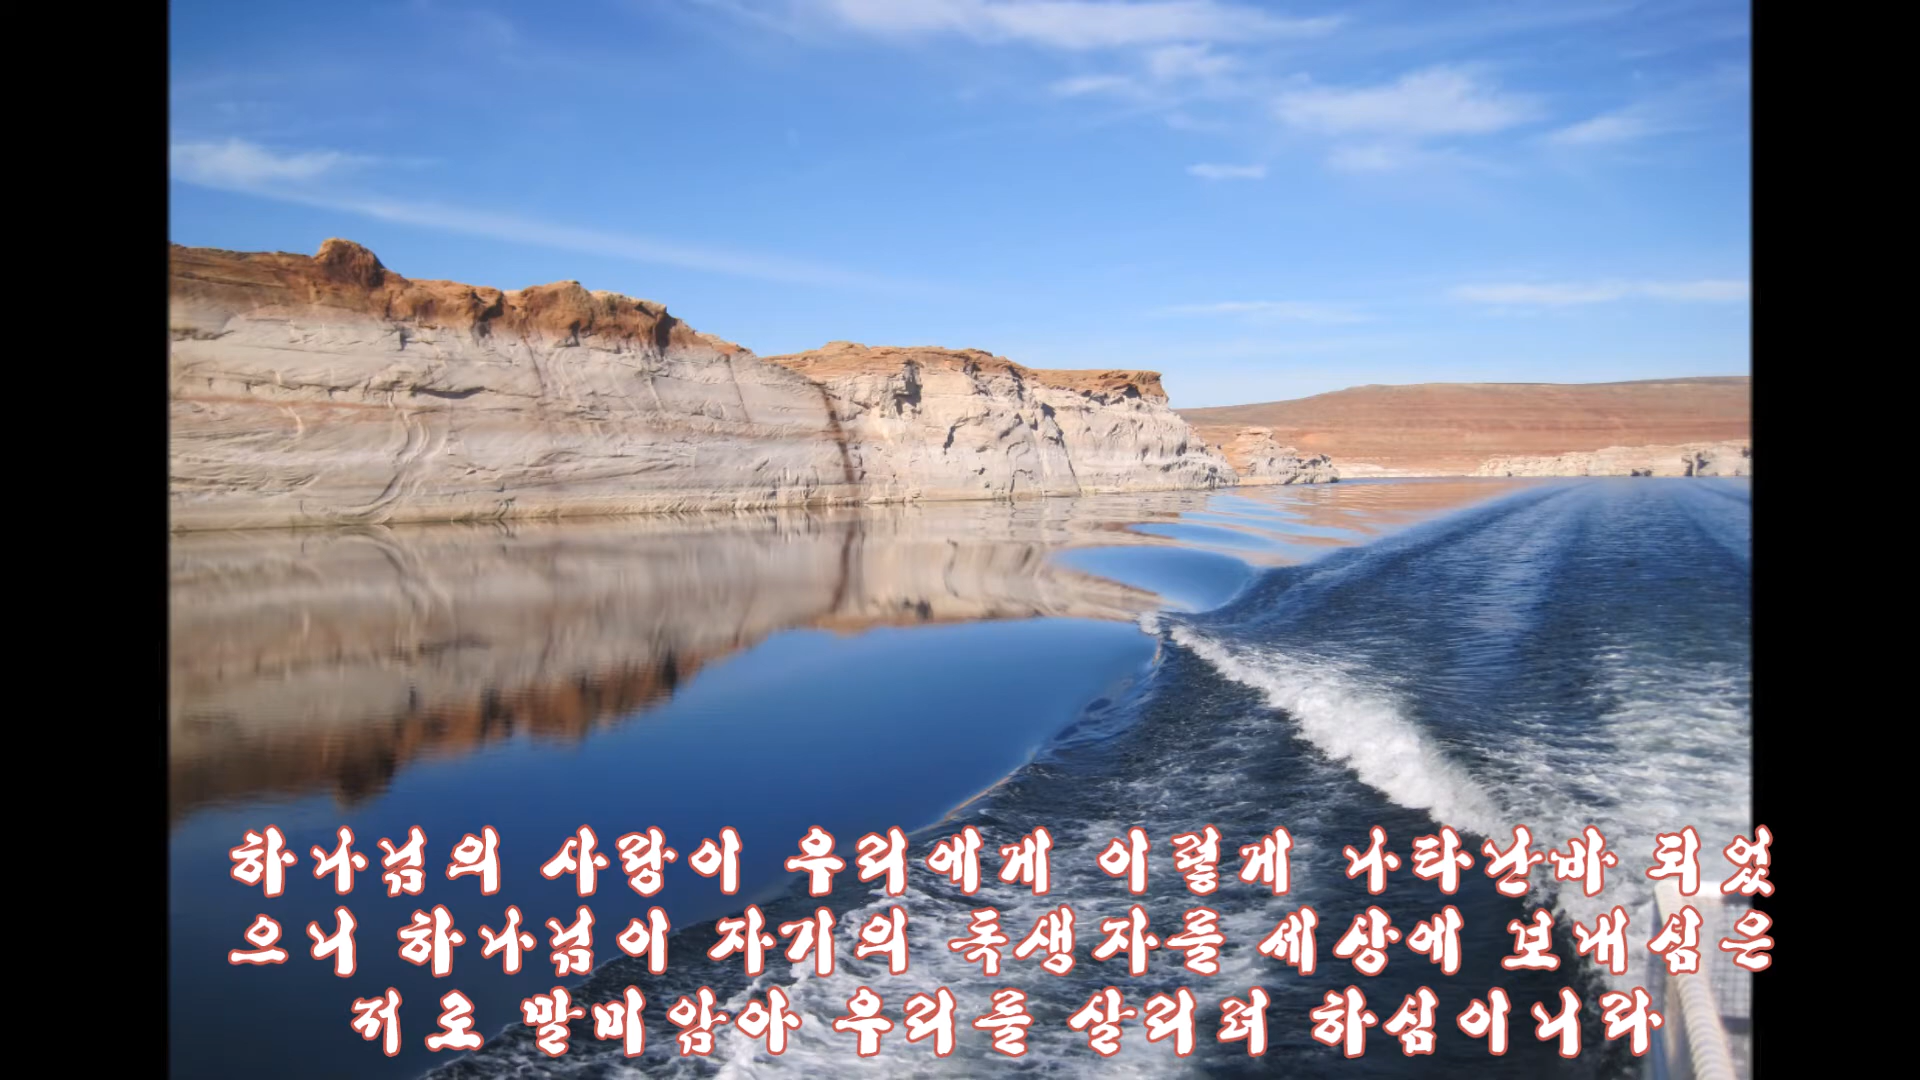 하나님의 사랑이 우리에게 이렇게 나타난바 되었
으니 하나님이 자기의 독생자를 세상에 보내심은
저로 말미암아 우리를 살리려 하심이니라